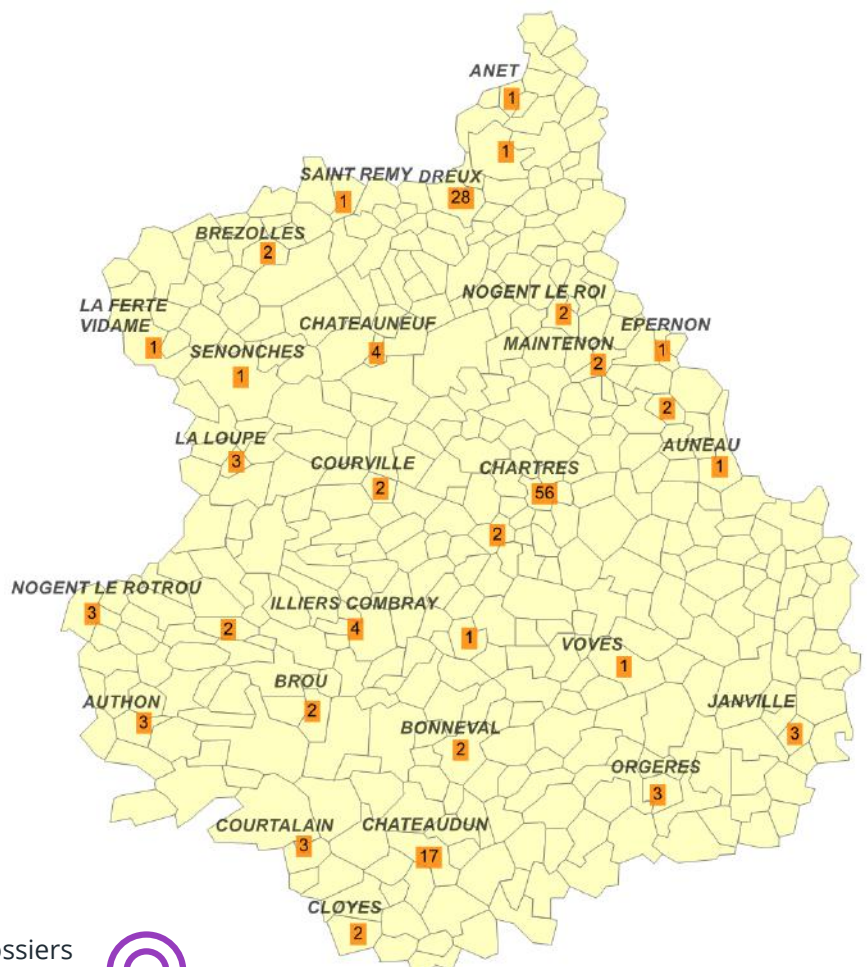 ANET
1
1
SAINT REMY DREUX
1
28
BREZOLLES
2
NOGENT LE ROI
2
LA FERTE
VIDAME
1
CHATEAUNEUF
4
EPERNON
1
MAINTENON
2
SENONCHES
1
2
LA LOUPE
3
AUNEAU
1
COURVILLE
2
CHARTRES
56
2
NOGENT LE ROTROU
3
2
ILLIERS COMBRAY
4
1
VOVES
1
BROU
2
AUTHON
3
JANVILLE
3
BONNEVAL
2
ORGERES
3
COURTALAIN
3
CHATEAUDUN
17
CLOYES
2
ossiers